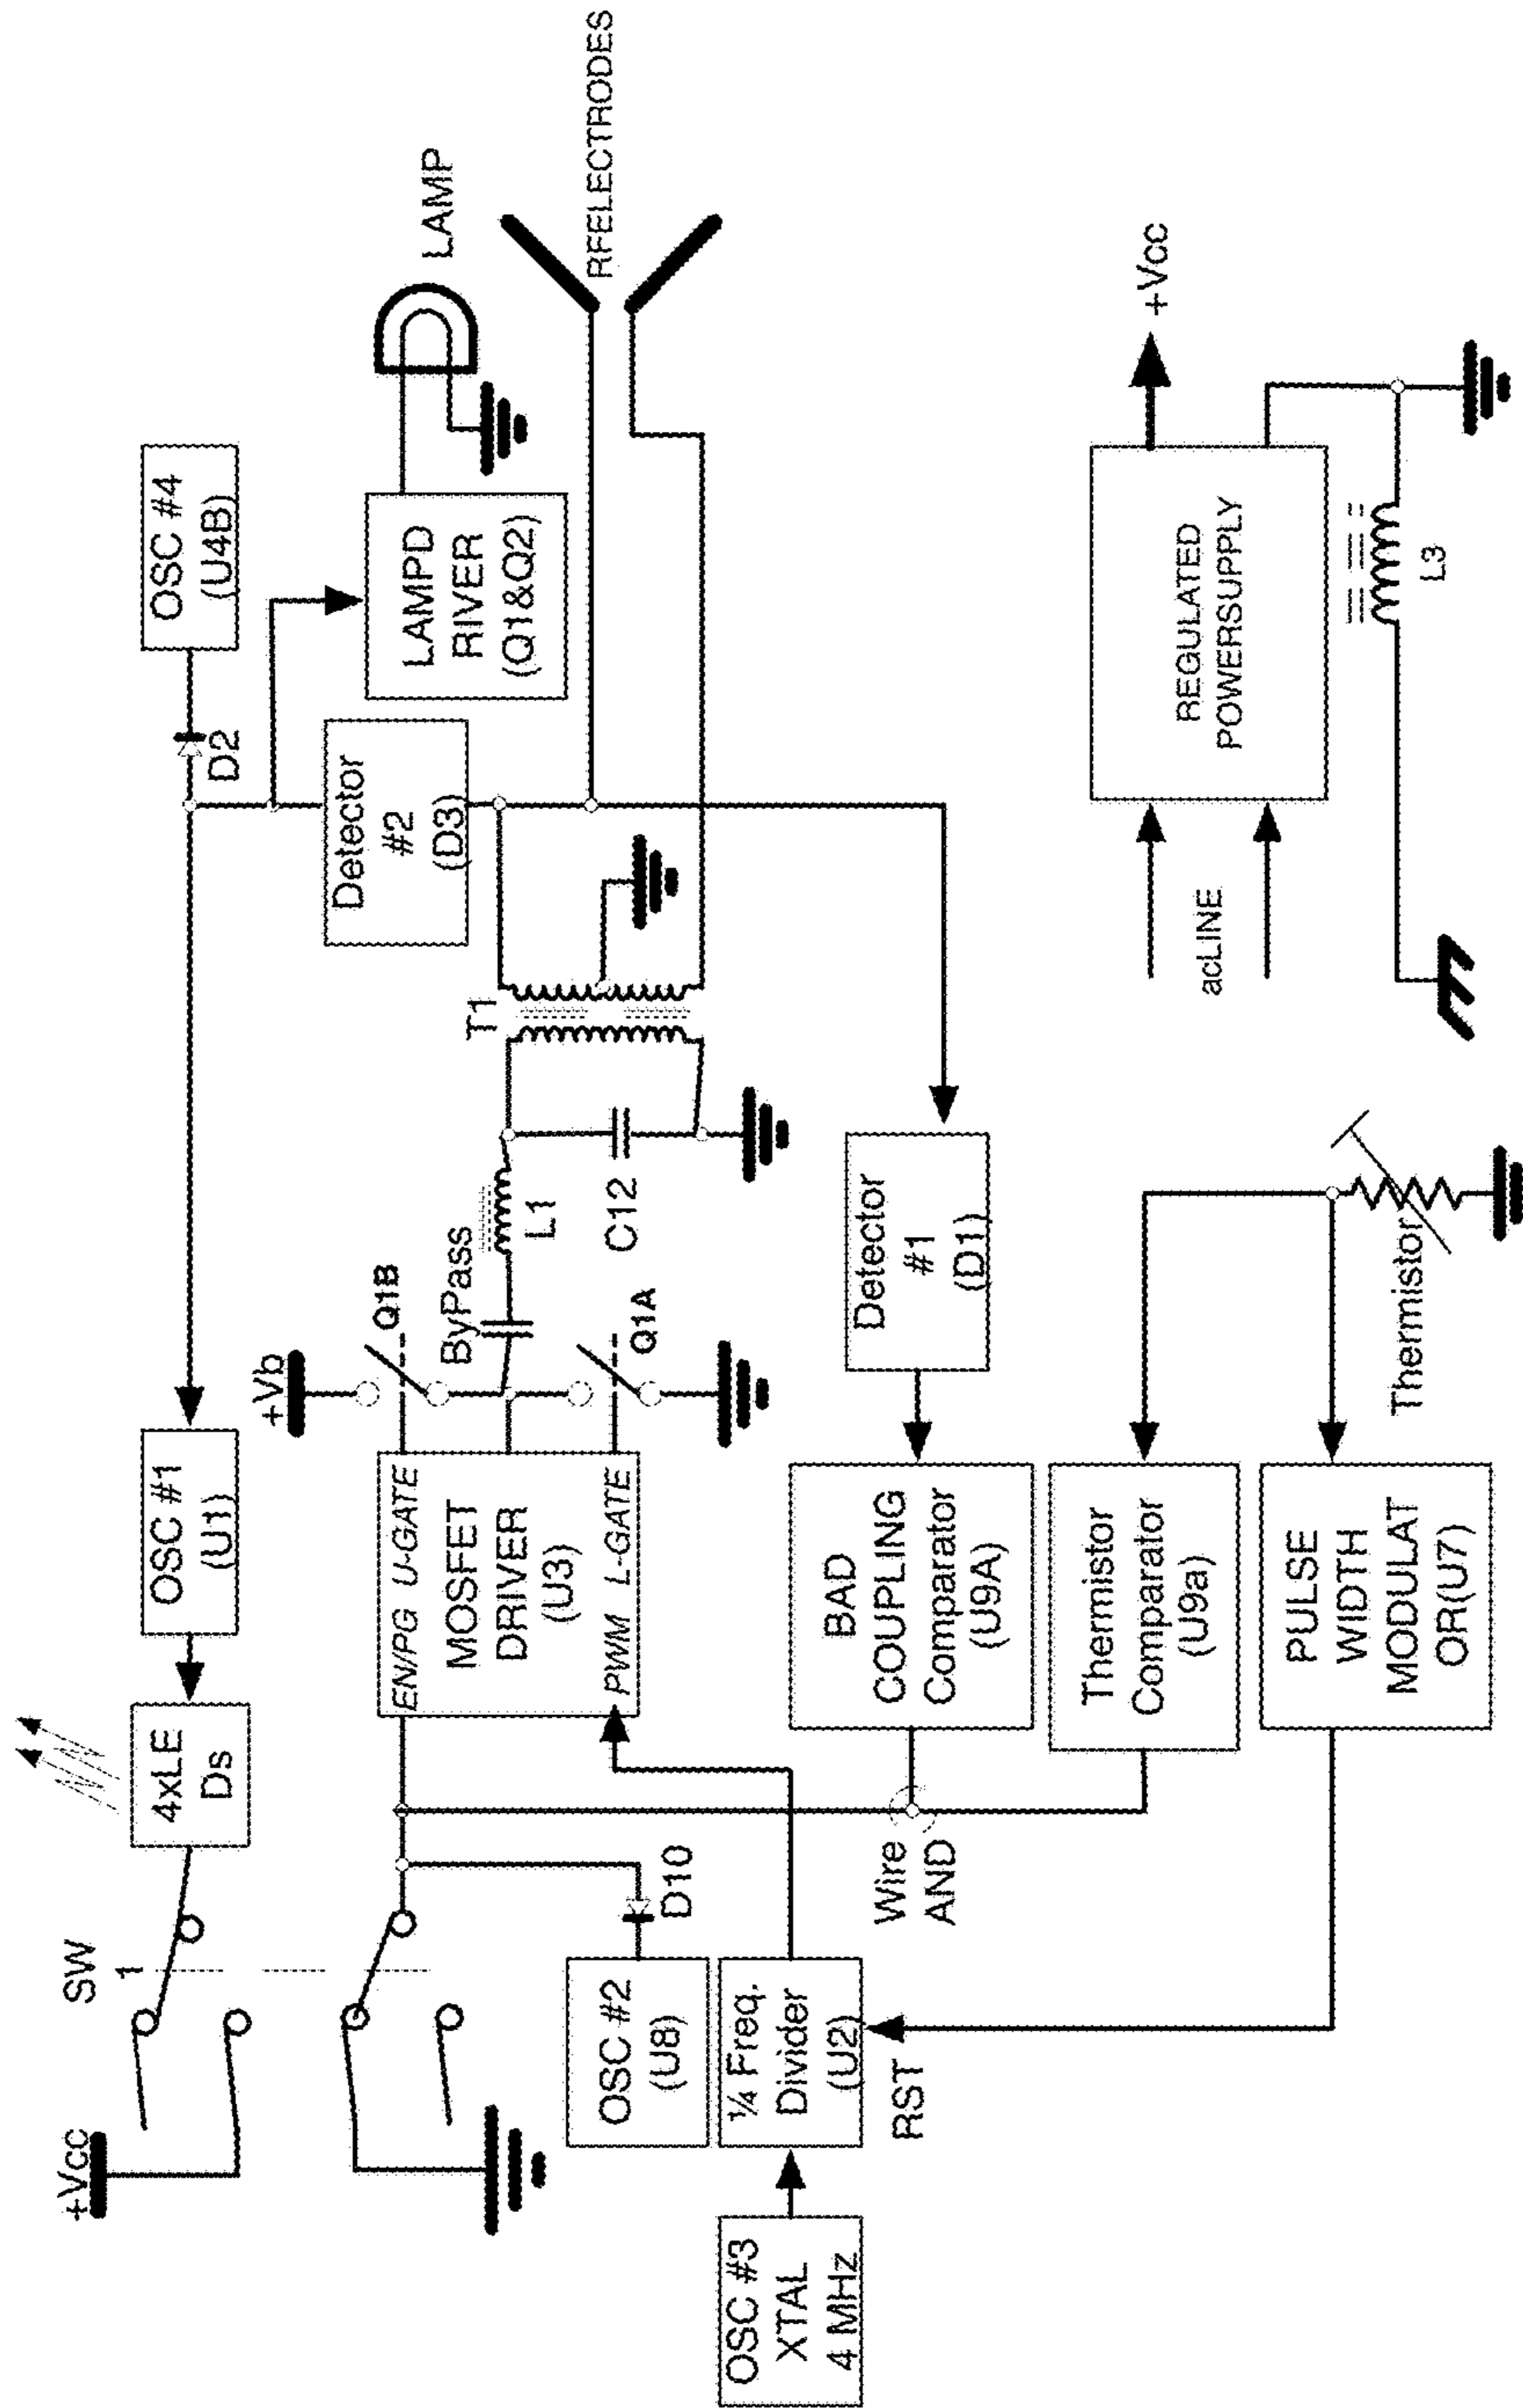 +Vcc
SW
1
4xLE
Ds
OSC #1
(U1)
D2
OSC #4
(U4B)
+Vb
Q1B
ByPass
L1
C12
Q1A
T1
Detector
#2
(D3)
LAMPD
RIVER
(Q1&Q2)
LAMP
RFELECTRODES
EN/PG U-GATE
MOSFET
DRIVER
(U3)
PWM L-GATE
OSC #2
(U8)
D10
OSC #3
XTAL
4 MHz
¼ Freq.
Divider
(U2)
RST
Wire
AND
BAD
COUPLING
Comparator
(U9A)
Detector
#1
(D1)
Thermistor
Comparator
(U9a)
PULSE
WIDTH
MODULAT
OR(U7)
Thermistor
acLINE
REGULATED
POWERSUPPLY
+Vcc
L3